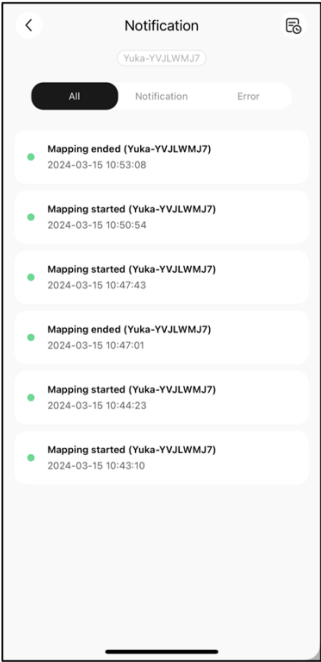 Notification
Yuka-YVJLWMJ7
All
Notification
Error
Mapping ended (Yuka-YVJLWMJ7)
2024-03-15 10:53:08
Mapping started (Yuka-YVJLWMJ7)
2024-03-15 10:50:54
Mapping started (Yuka-YVJLWMJ7)
2024-03-15 10:47:43
Mapping ended (Yuka-YVJLWMJ7)
2024-03-15 10:47:01
Mapping started (Yuka-YVJLWMJ7)
2024-03-15 10:44:23
Mapping started (Yuka-YVJLWMJ7)
2024-03-15 10:43:10